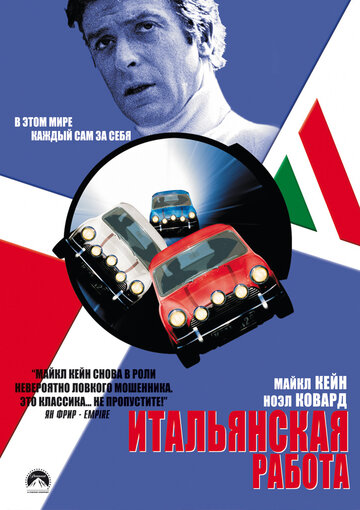 В ЭТОМ МИРЕ
КАЖДЫЙ САМ ЗА СЕБЯ
"МАЙКЛ КЕЙН СНОВА В РОЛИ
НЕВЕРОЯТНО ЛОВКОГО МОШЕННИКА.
ЭТО КЛАССИКА... НЕ ПРОПУСТИТЕ!"
ЯН ФРИР - EMPIRE
МАЙКЛ КЕЙН
НОЭЛ КОВАРД
ИТАЛЬЯНСКАЯ
РАБОТА
Paramount